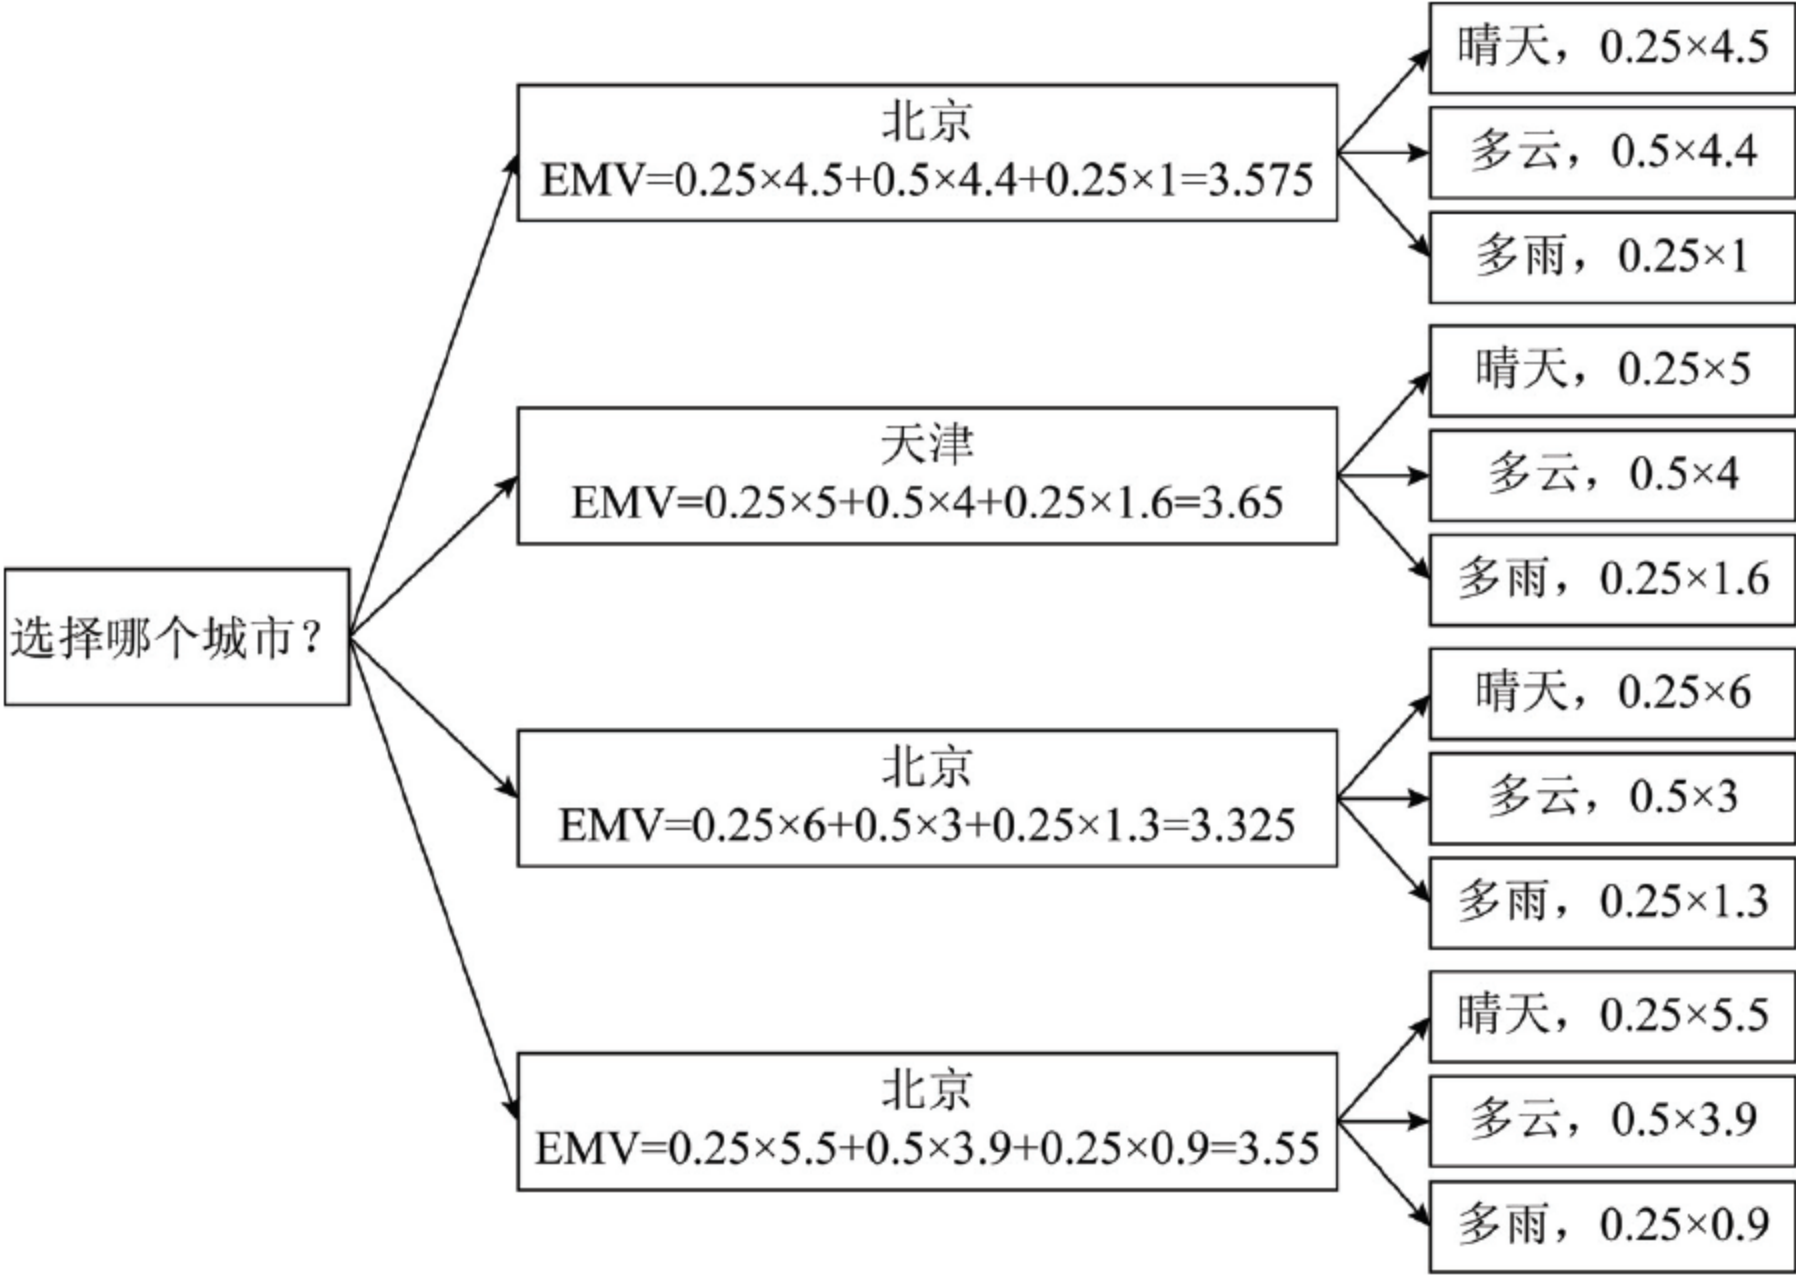 选择哪个城市？
北京
EMV=0.25×4.5+0.5×4.4+0.25×1=3.575
晴天，0.25×4.5
多云，0.5×4.4
多雨，0.25×1
天津
EMV=0.25×5+0.5×4+0.25×1.6=3.65
晴天，0.25×5
多云，0.5×4
多雨，0.25×1.6
北京
EMV=0.25×6+0.5×3+0.25×1.3=3.325
晴天，0.25×6
多云，0.5×3
多雨，0.25×1.3
北京
EMV=0.25×5.5+0.5×3.9+0.25×0.9=3.55
晴天，0.25×5.5
多云，0.5×3.9
多雨，0.25×0.9